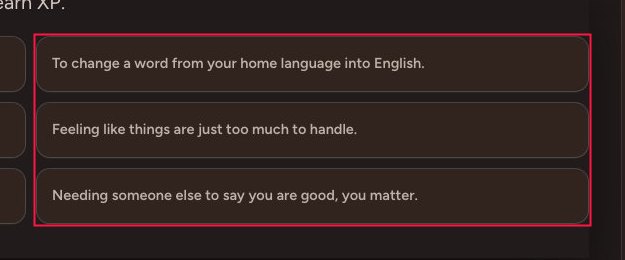 earn XP.
To change a word from your home language into English.
Feeling like things are just too much to handle.
Needing someone else to say you are good, you matter.